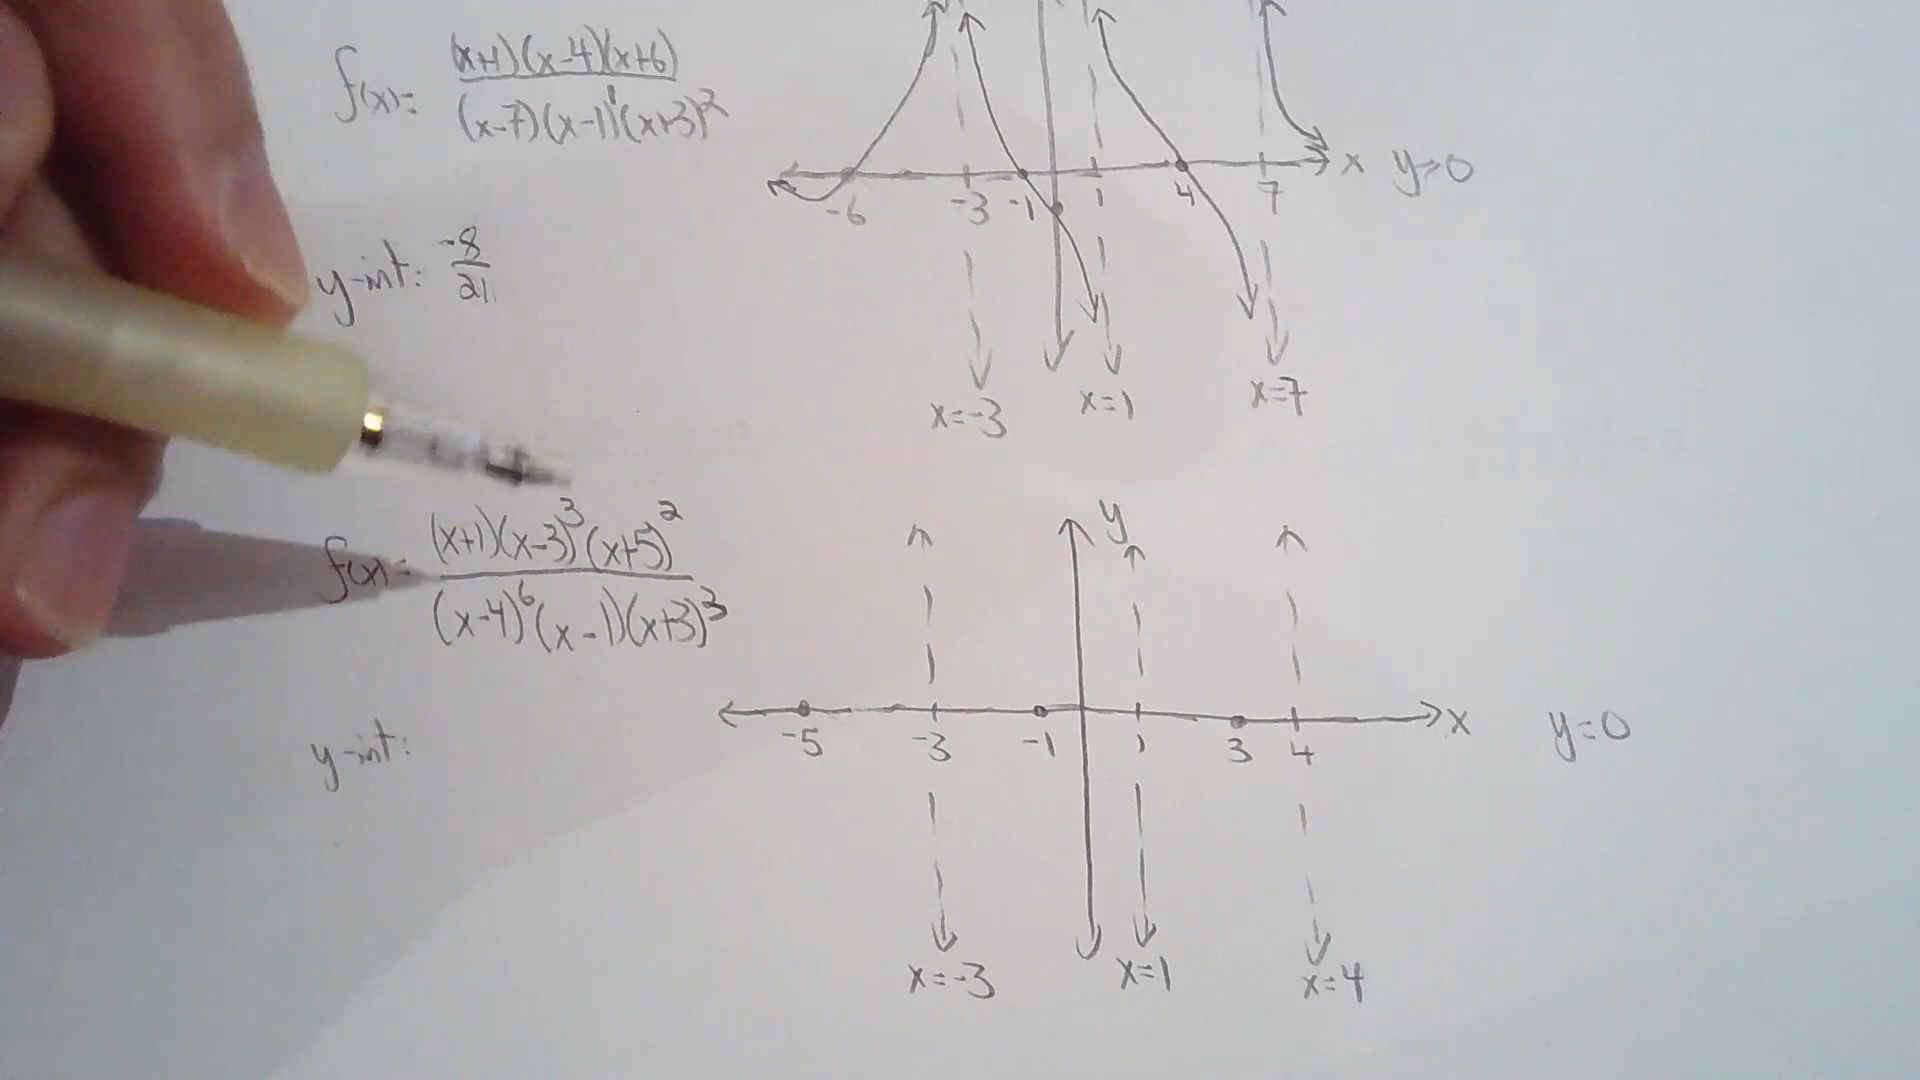 f(x)= (x+1)(x-4)(x+6)
(x-7)(x-1)¹(x+3)²
x y=0
-6 -3 -1 1 4 7
y-int: -8
21
x=-3 x=1 x=7
y
f(x)= (x+1)(x-3)³(x+5)²
(x-4)⁶(x-1)(x+3)³
x y=0
-5 -3 -1 1 3 4
y-int:
x=-3 x=1 x=4